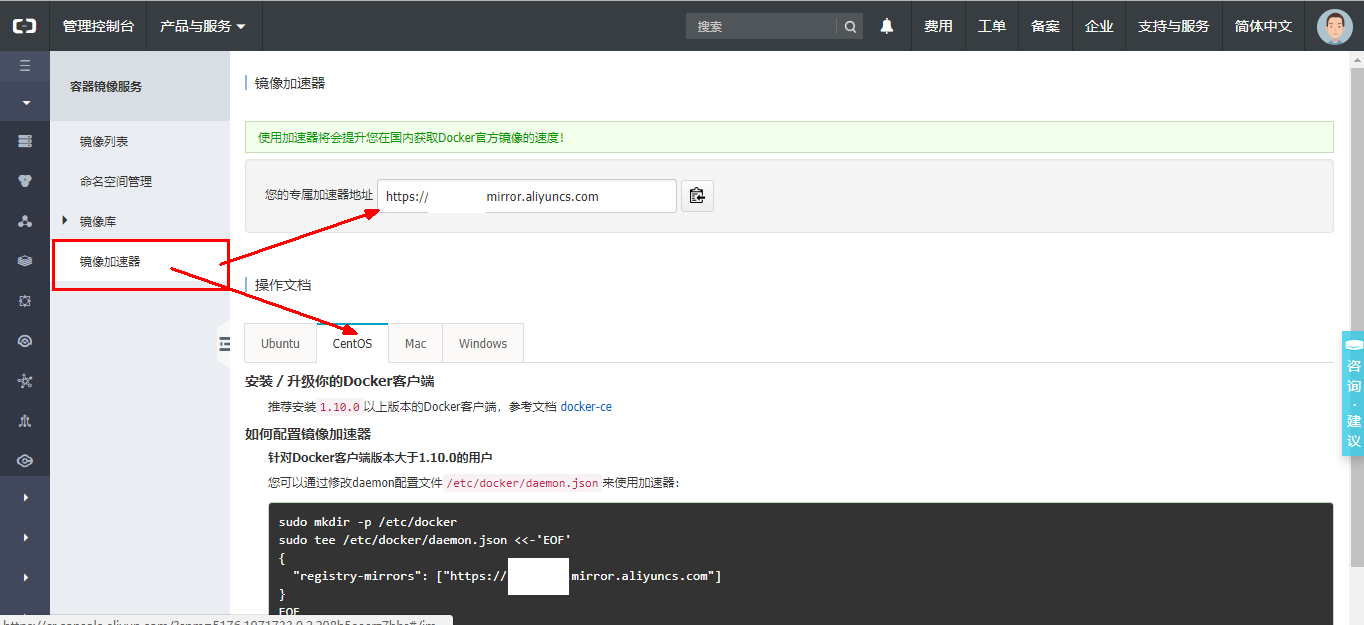 管理控制台 产品与服务 搜索 费用 工单 备案 企业 支持与服务 简体中文
容器镜像服务
镜像列表
命名空间管理
镜像库
镜像加速器
镜像加速器
使用加速器将会提升您在国内获取Docker官方镜像的速度!
您的专属加速器地址 https:// mirror.aliyuncs.com
操作文档
Ubuntu CentOS Mac Windows
安装 / 升级你的Docker客户端
推荐安装 1.10.0 以上版本的Docker客户端，参考文档 docker-ce
如何配置镜像加速器
针对Docker客户端版本大于1.10.0的用户
您可以通过修改daemon配置文件 /etc/docker/daemon.json 来使用加速器：
sudo mkdir -p /etc/docker
sudo tee /etc/docker/daemon.json <<-'EOF'
{
"registry-mirrors": ["https:// mirror.aliyuncs.com"]
}
EOF
咨询·建议